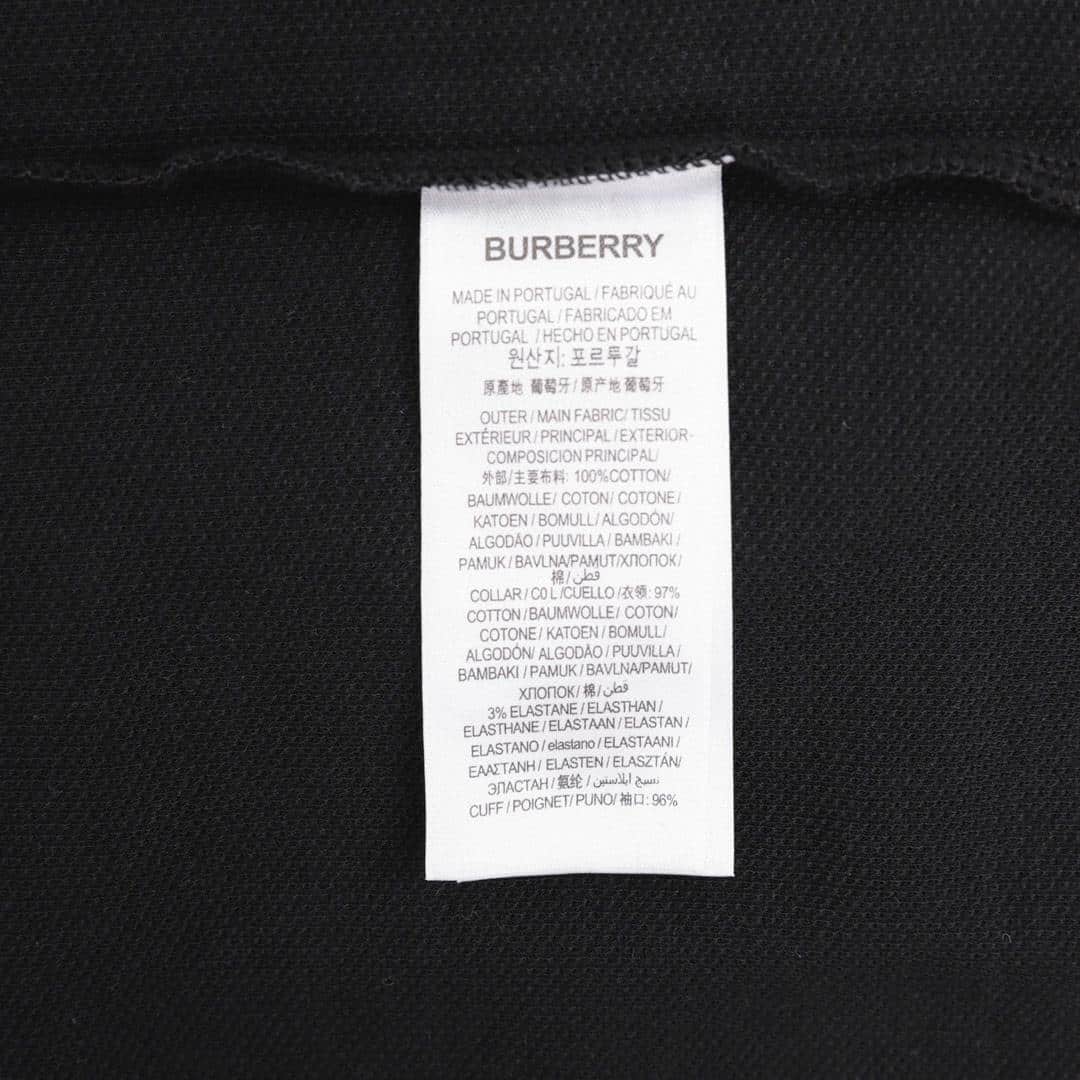 BURBERRY
MADE IN PORTUGAL / FABRIQUÉ AU
PORTUGAL / FABRICADO EM
PORTUGAL / HECHO EN PORTUGAL
원산지: 포르투갈
原產地 葡萄牙 / 原产地 葡萄牙
OUTER / MAIN FABRIC/ TISSU
EXTÉRIEUR / PRINCIPAL / EXTERIOR-
COMPOSICION PRINCIPAL/
外部/主要布料: 100%COTTON/
BAUMWOLLE/ COTON/ COTONE /
KATOEN / BOMULL/ ALGODÓN/
ALGODÃO / PUUVILLA / BAMBAKI /
PAMUK / BAVLNA/PAMUT/ХЛОПОК/
棉 / قطن
COLLAR / C0 L /CUELLO /衣领: 97%
COTTON / BAUMWOLLE/ COTON/
COTONE / KATOEN / BOMULL/
ALGODÓN/ ALGODÃO / PUUVILLA /
BAMBAKI / PAMUK / BAVLNA/PAMUT/
ХЛОПОК/ 棉 / قطن
3% ELASTANE / ELASTHAN /
ELASTHANE / ELASTAAN / ELASTAN /
ELASTANO / elastano / ELASTAANI /
ΕΛΑΣΤΑΝΗ / ELASTEN / ELASZTÁN/
ЭЛАСТАН / 氨纶 / نسيج ايلاستين
CUFF / POIGNET/ PUNO/ 袖口: 96%